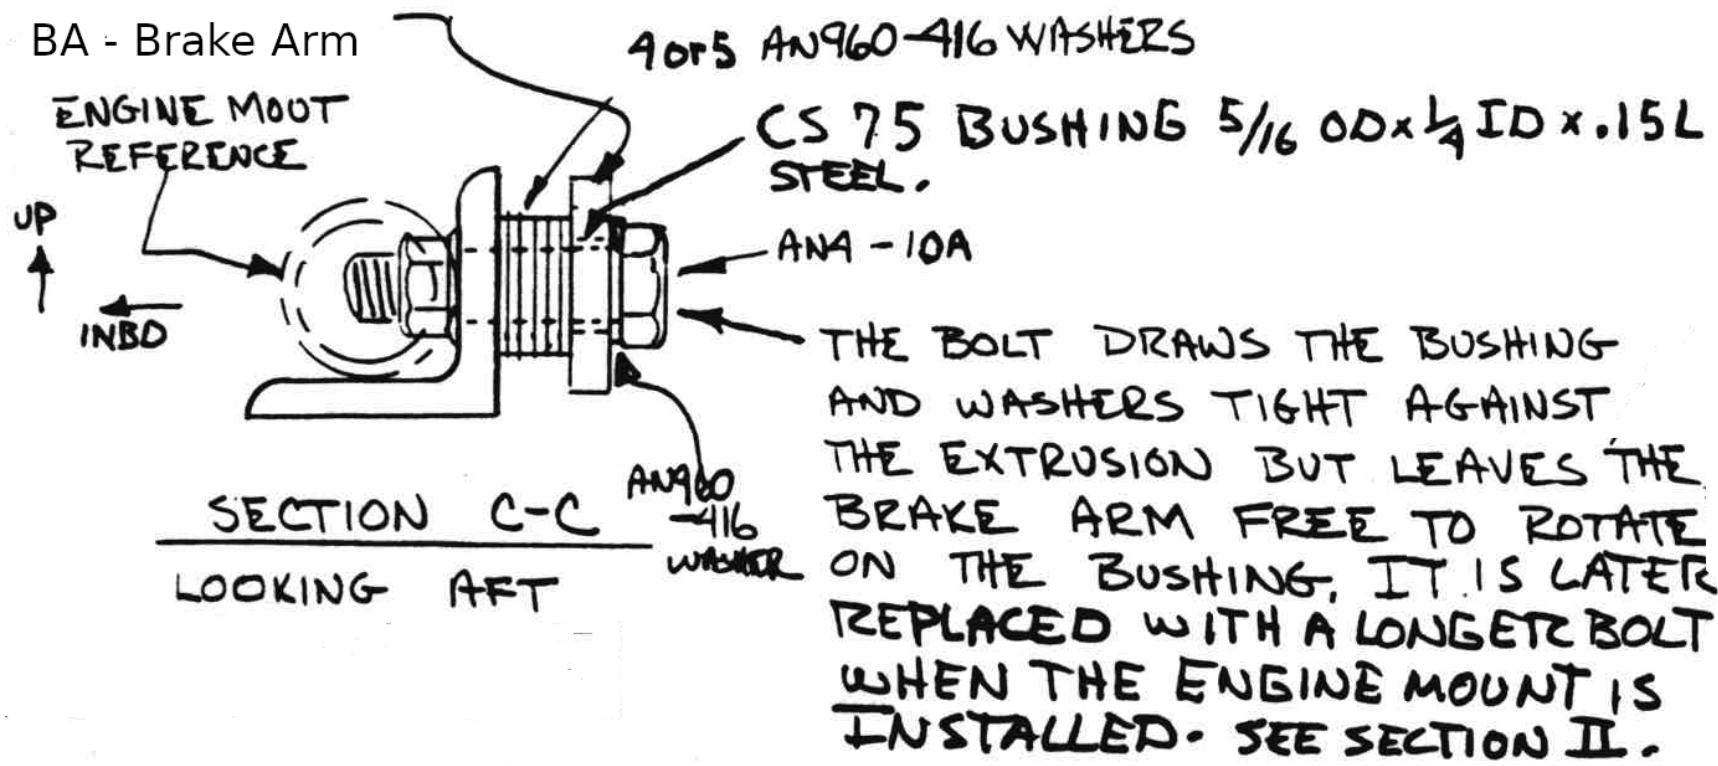 BA - Brake Arm
4 or 5 AN960-416 WASHERS
ENGINE MOUT
REFERENCE
CS 75 BUSHING 5/16 OD x 1/4 ID x .15L
STEEL.
UP
INBD
AN4 - 10A
THE BOLT DRAWS THE BUSHING
AND WASHERS TIGHT AGAINST
THE EXTRUSION BUT LEAVES THE
BRAKE ARM FREE TO ROTATE
ON THE BUSHING. IT IS LATER
REPLACED WITH A LONGER BOLT
WHEN THE ENGINE MOUNT IS
INSTALLED. SEE SECTION II.
AN960
-416
WASHER
SECTION C-C
LOOKING AFT